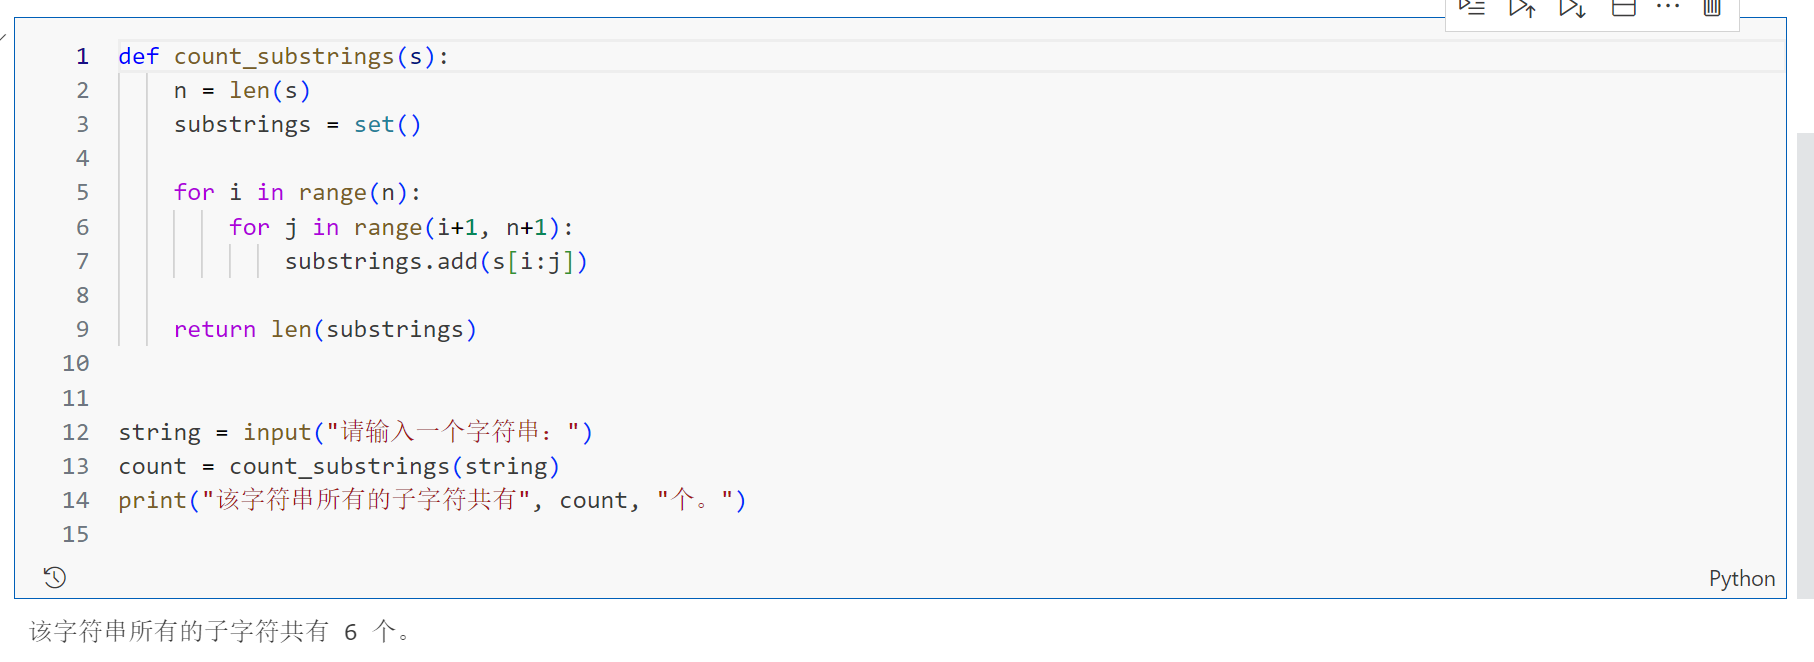 1 def count_substrings(s):
2     n = len(s)
3     substrings = set()
4
5     for i in range(n):
6         for j in range(i+1, n+1):
7             substrings.add(s[i:j])
8
9     return len(substrings)
10
11
12 string = input("请输入一个字符串：")
13 count = count_substrings(string)
14 print("该字符串所有的子字符共有", count, "个。")
15
Python
该字符串所有的子字符共有 6 个。